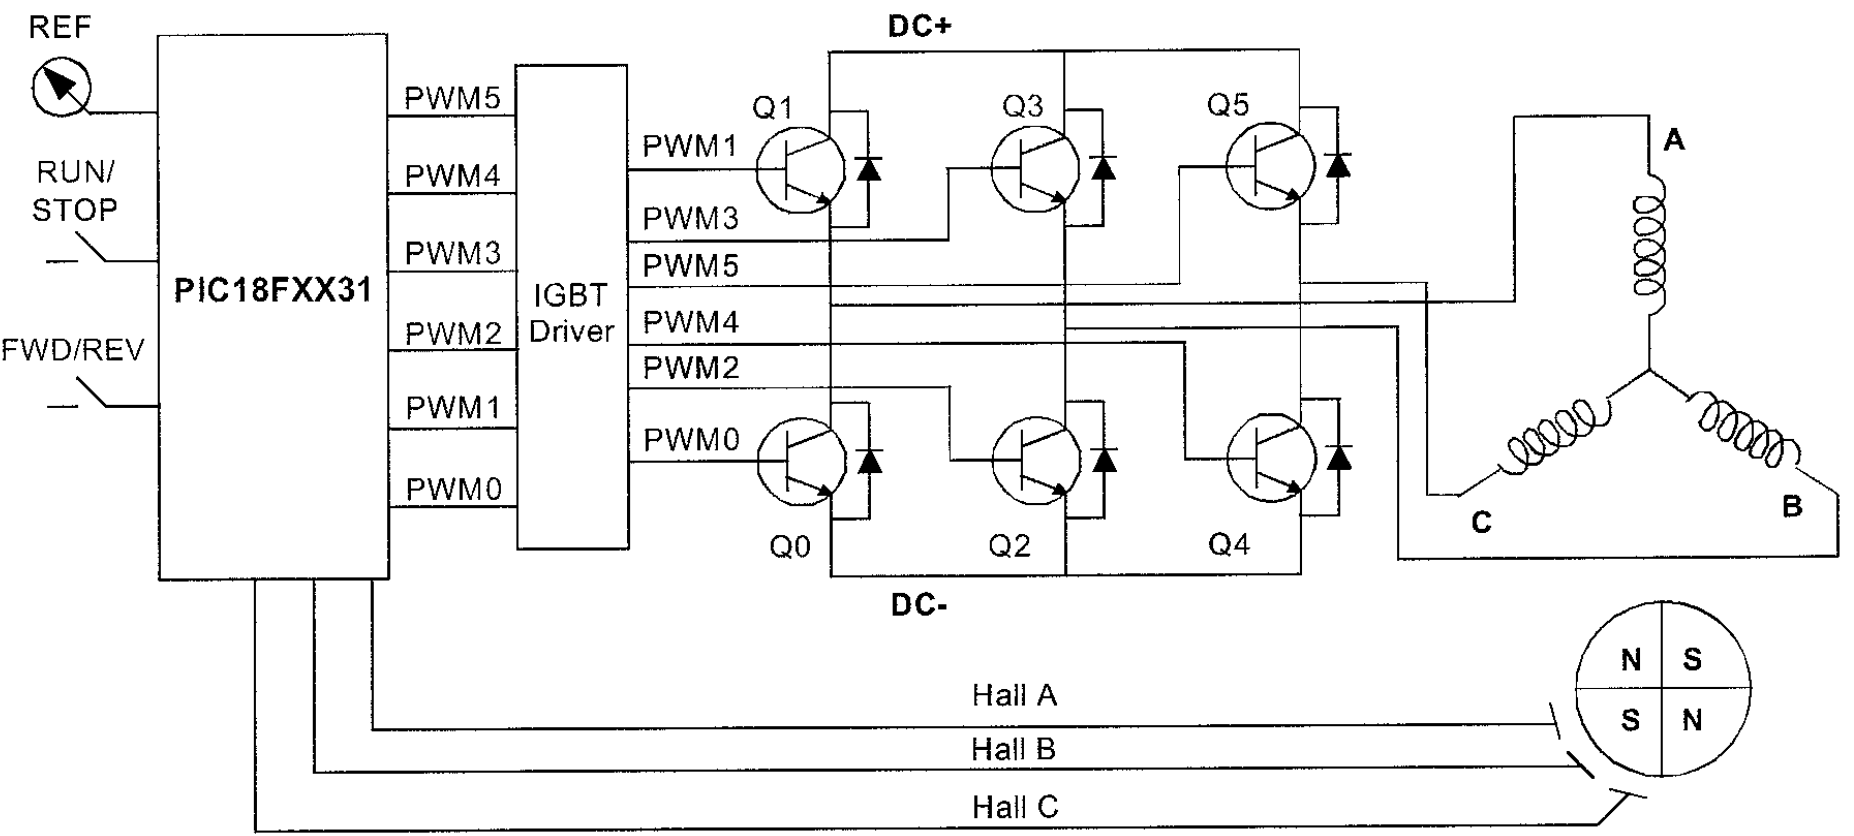 REF
RUN/
STOP
FWD/REV
PIC18FXX31
PWM5
PWM4
PWM3
PWM2
PWM1
PWM0
IGBT
Driver
PWM1
PWM3
PWM5
PWM4
PWM2
PWM0
DC+
Q1
Q3
Q5
Q0
Q2
Q4
DC-
A
C
B
N S
S N
Hall A
Hall B
Hall C